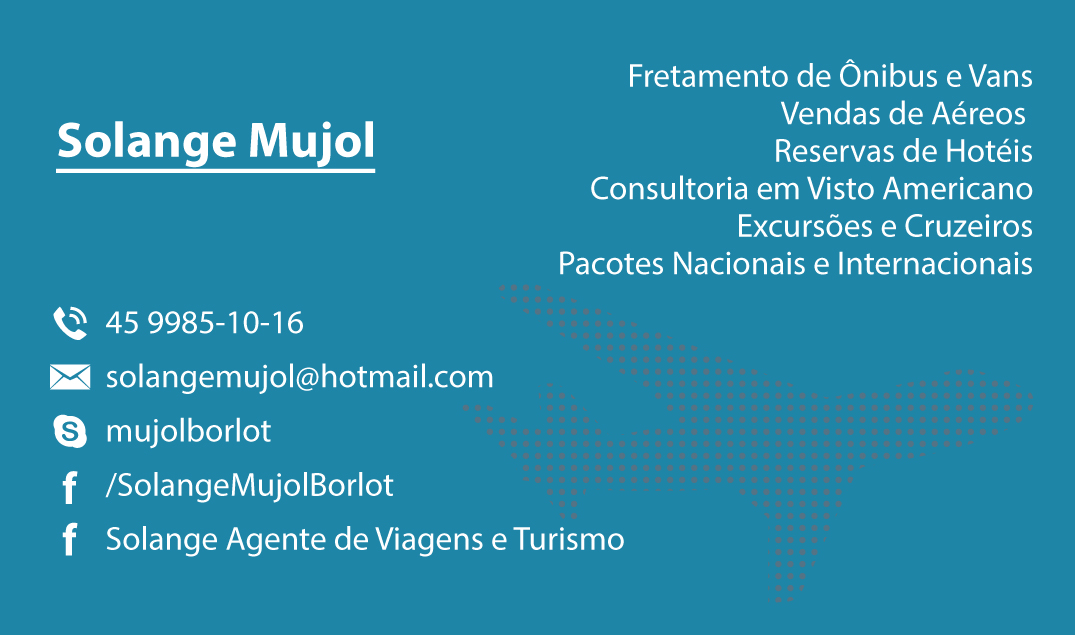 Solange Mujol
Fretamento de Ônibus e Vans
Vendas de Aéreos
Reservas de Hotéis
Consultoria em Visto Americano
Excursões e Cruzeiros
Pacotes Nacionais e Internacionais
45 9985-10-16
solangemujol@hotmail.com
mujolborlot
/SolangeMujolBorlot
Solange Agente de Viagens e Turismo